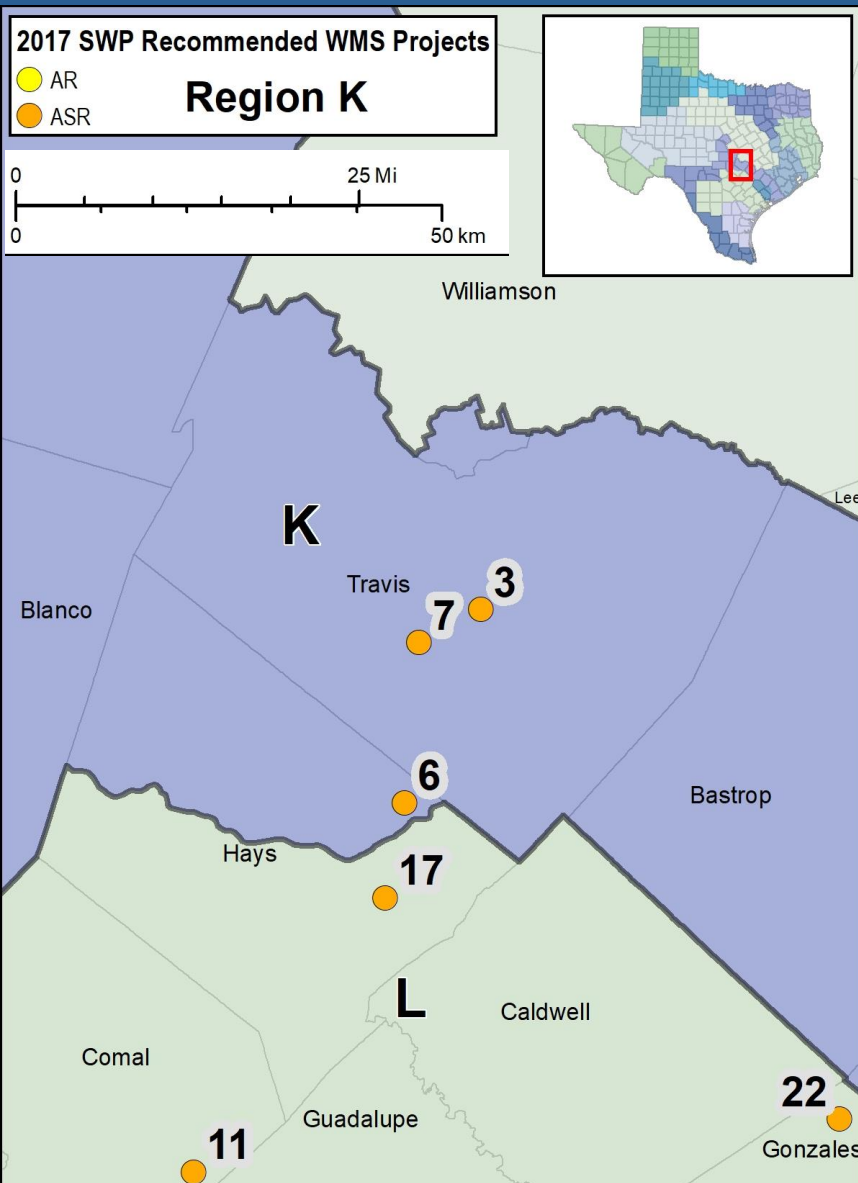 2017 SWP Recommended WMS Projects
AR
ASR
Region K
0 25 Mi
0 50 km
Williamson
Lee
K
Travis
3
7
Blanco
6
Bastrop
Hays
17
L
Caldwell
Comal
22
Guadalupe
Gonzales
11